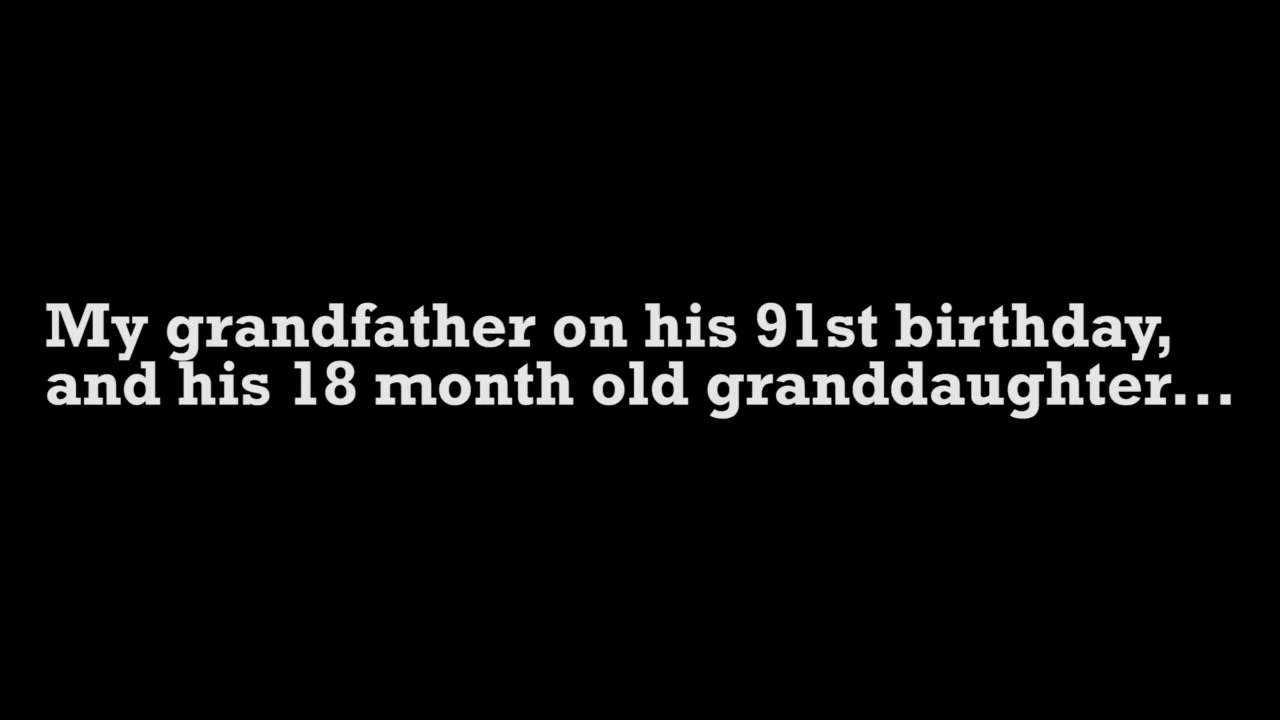 My grandfather on his 91st birthday,
and his 18 month old granddaughter...